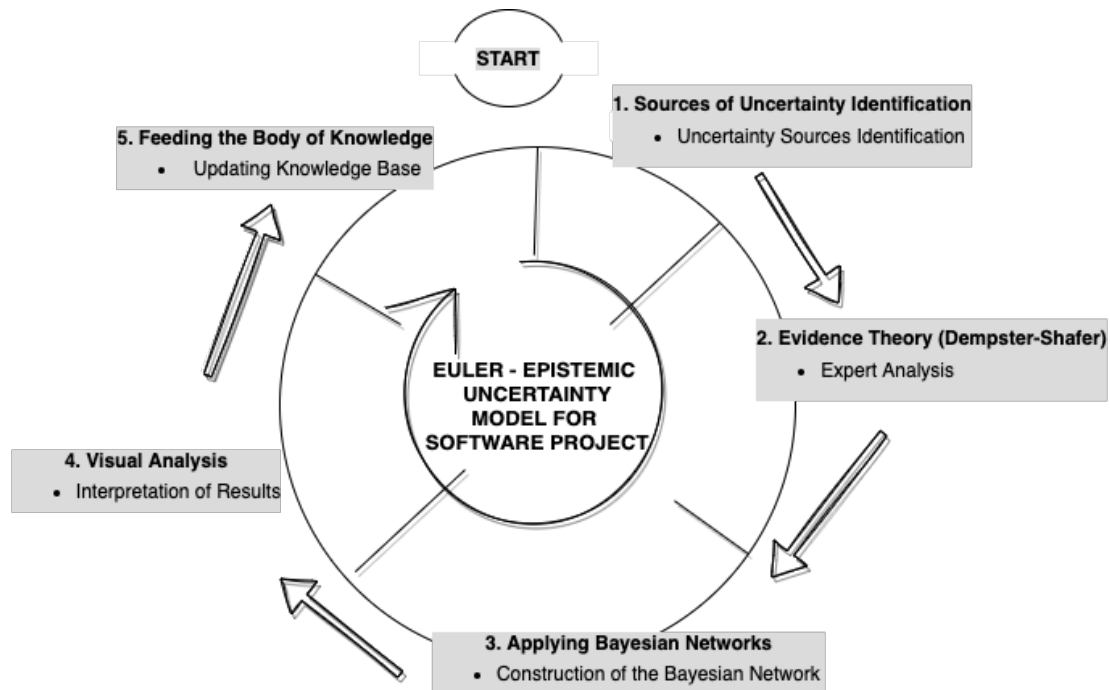 START
1. Sources of Uncertainty Identification
• Uncertainty Sources Identification
2. Evidence Theory (Dempster-Shafer)
• Expert Analysis
3. Applying Bayesian Networks
• Construction of the Bayesian Network
4. Visual Analysis
• Interpretation of Results
5. Feeding the Body of Knowledge
• Updating Knowledge Base
EULER - EPISTEMIC
UNCERTAINTY
MODEL FOR
SOFTWARE PROJECT